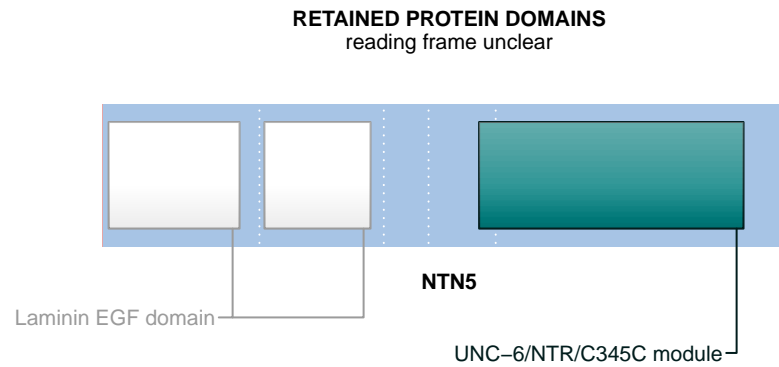 RETAINED PROTEIN DOMAINS
reading frame unclear
NTN5
Laminin EGF domain
UNC−6/NTR/C345C module